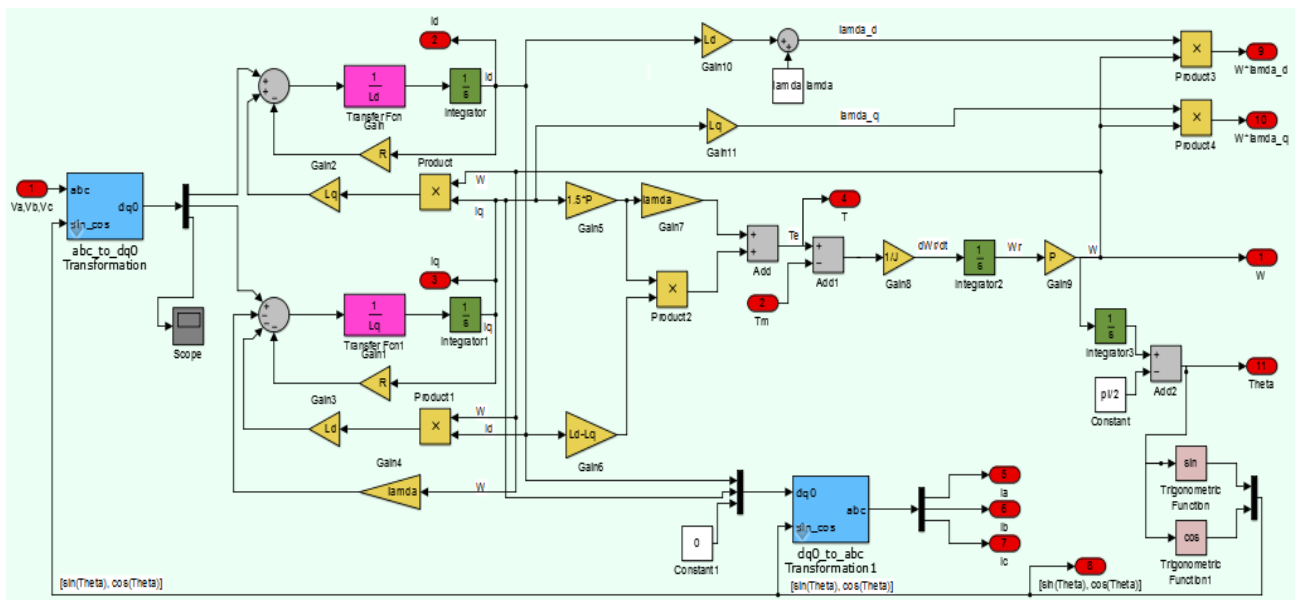 Id
2
Ld
Gain10
lamda_d
lamda
lamda
×
Product3
9
W*lamda_d
+
+
−
1
Ld
Transfer Fcn
Gain
1
s
Integrator
Id
Lq
Gain11
lamda_q
×
Product4
10
W*lamda_q
R
Gain2
Product
×
W
Iq
Lq
1
Va,Vb,Vc
abc
dq0
sin_cos
abc_to_dq0
Transformation
1.5*P
Gain5
lamda
Gain7
4
T
Te
+
+
Add
+
−
Add1
1/J
Gain8
dWr/dt
1
s
Integrator2
Wr
P
Gain9
W
1
W
×
Product2
2
Tm
Iq
3
+
−
−
−
1
Lq
Transfer Fcn1
Gain1
1
s
Integrator1
Iq
Scope
R
Gain3
Product1
×
W
Id
Ld
Ld-Lq
Gain6
1
s
Integrator3
+
−
Add2
pi/2
Constant
11
Theta
Gain4
lamda
W
0
Constant1
dq0
abc
sin_cos
dq0_to_abc
Transformation1
5
Ia
6
Ib
7
Ic
sin
Trigonometric
Function
cos
Trigonometric
Function1
8
[sin(Theta), cos(Theta)]
[sin(Theta), cos(Theta)]
[sin(Theta), cos(Theta)]